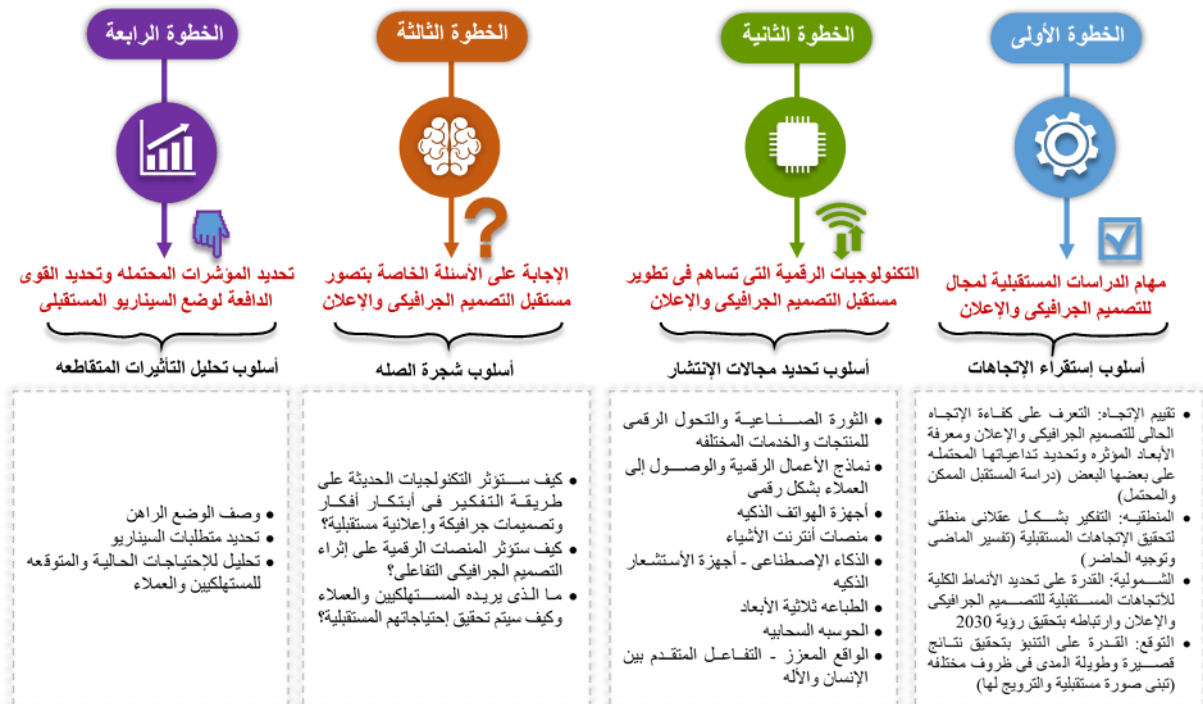 الخطوة الأولى
مهام الدراسات المستقبلية لمجال
للتصميم الجرافيكى والإعلان
أسلوب إستقراء الإتجاهات
• تقييم الإتجاه: التعرف على كفاءة الإتجاه
الحالى للتصميم الجرافيكى والإعلان ومعرفة
الأبعاد المؤثره وتحديد تداعياتها المحتمله
على بعضها البعض (دراسة المستقبل الممكن
والمحتمل)
• المنطقيه: التفكير بشكل عقلانى منطقى
لتحقيق الإتجاهات المستقبلية (تفسير الماضى
وتوجيه الحاضر)
• الشمولية: القدرة على تحديد الأنماط الكلية
للأتجاهات المستقبلية للتصميم الجرافيكى
والإعلان وارتباطه بتحقيق رؤية 2030
• التوقع: القدرة على التنبؤ بتحقيق نتائج
قصيرة وطويلة المدى فى ظروف مختلفه
(تبنى صورة مستقبلية والترويج لها)
الخطوة الثانية
التكنولوجيات الرقمية التى تساهم فى تطوير
مستقبل التصميم الجرافيكى والإعلان
أسلوب تحديد مجالات الإنتشار
• الثورة الصناعية والتحول الرقمى
للمنتجات والخدمات المختلفه
• نماذج الأعمال الرقمية والوصول إلى
العملاء بشكل رقمى
• أجهزة الهواتف الذكيه
• منصات أنترنت الأشياء
• الذكاء الإصطناعى - أجهزة الأستشعار
الذكيه
• الطباعه ثلاثية الأبعاد
• الحوسبه السحابيه
• الواقع المعزز - التفاعل المتقدم بين
الإنسان والأله
الخطوة الثالثة
الإجابة على الأسئلة الخاصة بتصور
مستقبل التصميم الجرافيكى والإعلان
أسلوب شجرة الصله
• كيف ستؤثر التكنولوجيات الحديثة على
طريقة التفكير فى أبتكار أفكار
وتصميمات جرافيكة وإعلانية مستقبلية؟
• كيف ستؤثر المنصات الرقمية على إثراء
التصميم الجرافيكى التفاعلى؟
• ما الذى يريده المستهلكيين والعملاء
وكيف سيتم تحقيق إحتياجاتهم المستقبلية؟
الخطوة الرابعة
تحديد المؤشرات المحتمله وتحديد القوى
الدافعة لوضع السيناريو المستقبلى
أسلوب تحليل التأثيرات المتقاطعه
• وصف الوضع الراهن
• تحديد متطلبات السيناريو
• تحليل للإحتياجات الحالية والمتوقعه
للمستهلكيين والعملاء